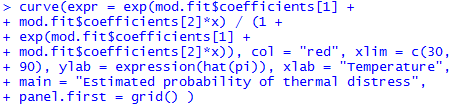 > curve(expr = exp(mod.fit$coefficients[1] +
+ mod.fit$coefficients[2]*x) / (1 +
+ exp(mod.fit$coefficients[1] +
+ mod.fit$coefficients[2]*x)), col = "red", xlim = c(30,
+ 90), ylab = expression(hat(pi)), xlab = "Temperature",
+ main = "Estimated probability of thermal distress",
+ panel.first = grid() )